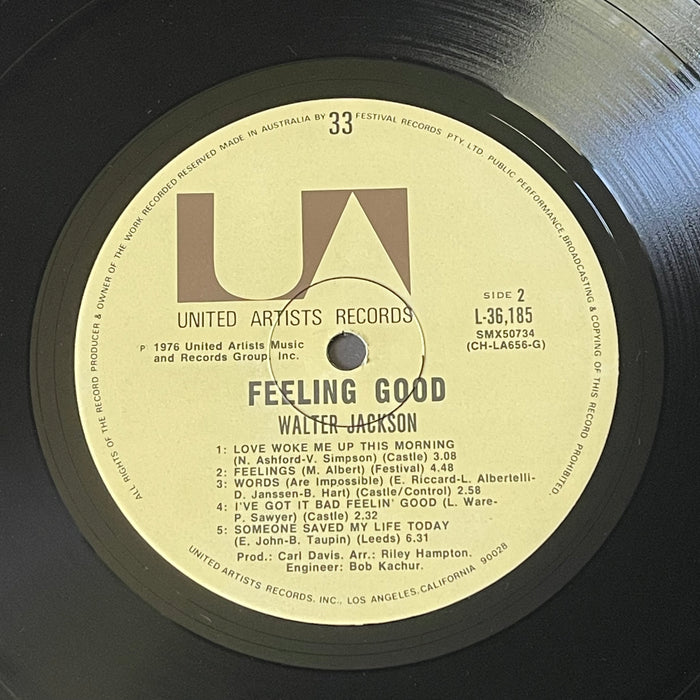 33
ALL RIGHTS OF THE RECORD PRODUCER & OWNER OF THE WORK RECORDED RESERVED MADE IN AUSTRALIA BY FESTIVAL RECORDS PTY. LTD. PUBLIC PERFORMANCE, BROADCASTING & COPYING OF THIS RECORD PROHIBITED.
UA
UNITED ARTISTS RECORDS
SIDE 2
L-36,185
SMX50734
(CH-LA656-G)
P 1976 United Artists Music
and Records Group, Inc.
FEELING GOOD
WALTER JACKSON
1: LOVE WOKE ME UP THIS MORNING
(N. Ashford-V. Simpson) (Castle) 3.08
2: FEELINGS (M. Albert) (Festival) 4.48
3: WORDS (Are Impossible) (E. Riccard-L. Albertelli-
D. Janssen-B. Hart) (Castle/Control) 2.58
4: I'VE GOT IT BAD FEELIN' GOOD (L. Ware-
P. Sawyer) (Castle) 2.32
5: SOMEONE SAVED MY LIFE TODAY
(E. John-B. Taupin) (Leeds) 6.31
Prod.: Carl Davis. Arr.: Riley Hampton.
Engineer: Bob Kachur.
UNITED ARTISTS RECORDS, INC., LOS ANGELES, CALIFORNIA 90028